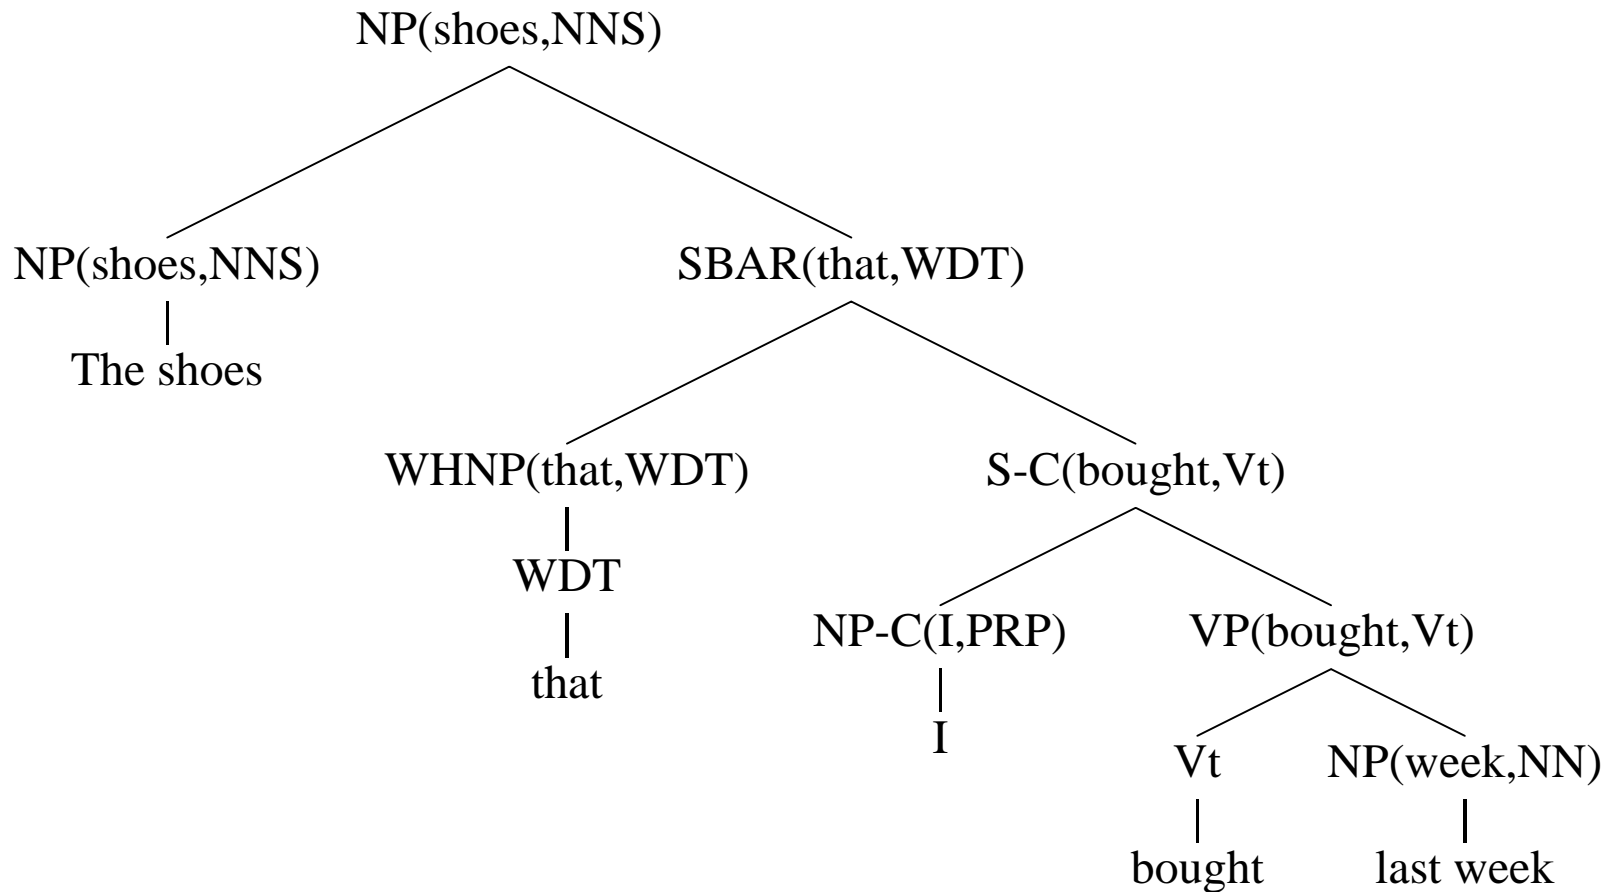 NP(shoes,NNS)
NP(shoes,NNS) SBAR(that,WDT)
The shoes
WHNP(that,WDT) S-C(bought,Vt)
WDT
NP-C(I,PRP) VP(bought,Vt)
that
I
Vt NP(week,NN)
bought last week